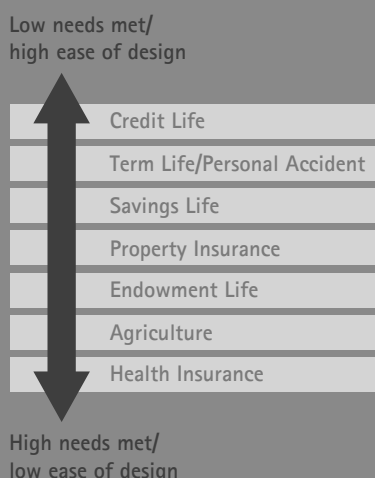 Low needs met/
high ease of design
Credit Life
Term Life/Personal Accident
Savings Life
Property Insurance
Endowment Life
Agriculture
Health Insurance
High needs met/
low ease of design